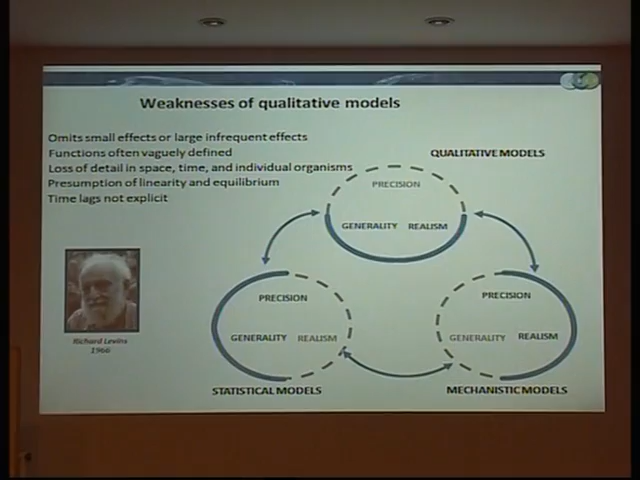 Weaknesses of qualitative models
Omits small effects or large infrequent effects
Functions often vaguely defined
Loss of detail in space, time, and individual organisms
Presumption of linearity and equilibrium
Time lags not explicit
QUALITATIVE MODELS
PRECISION
GENERALITY REALISM
PRECISION
GENERALITY REALISM
STATISTICAL MODELS
PRECISION
GENERALITY REALISM
MECHANISTIC MODELS
Richard Levins
1966